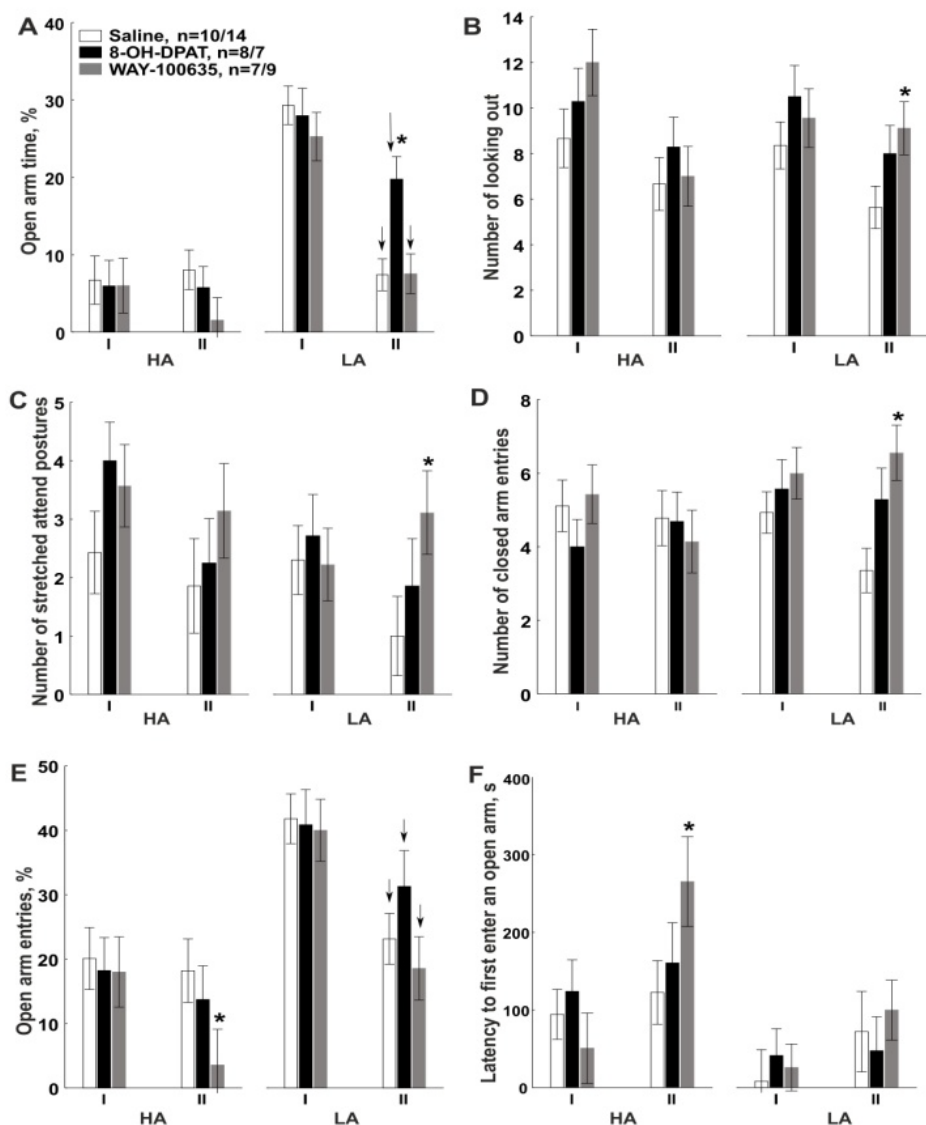 A
Open arm time, %
40
30
20
10
0
Saline, n=10/14
8-OH-DPAT, n=8/7
WAY-100635, n=7/9
*
I II I II
HA LA
B
Number of looking out
14
12
10
8
6
4
2
0
*
I II I II
HA LA
C
Number of stretched attend postures
5
4
3
2
1
0
*
I II I II
HA LA
D
Number of closed arm entries
8
6
4
2
0
*
I II I II
HA LA
E
Open arm entries, %
50
40
30
20
10
0
*
I II I II
HA LA
F
Latency to first enter an open arm, s
400
300
200
100
0
*
I II I II
HA LA